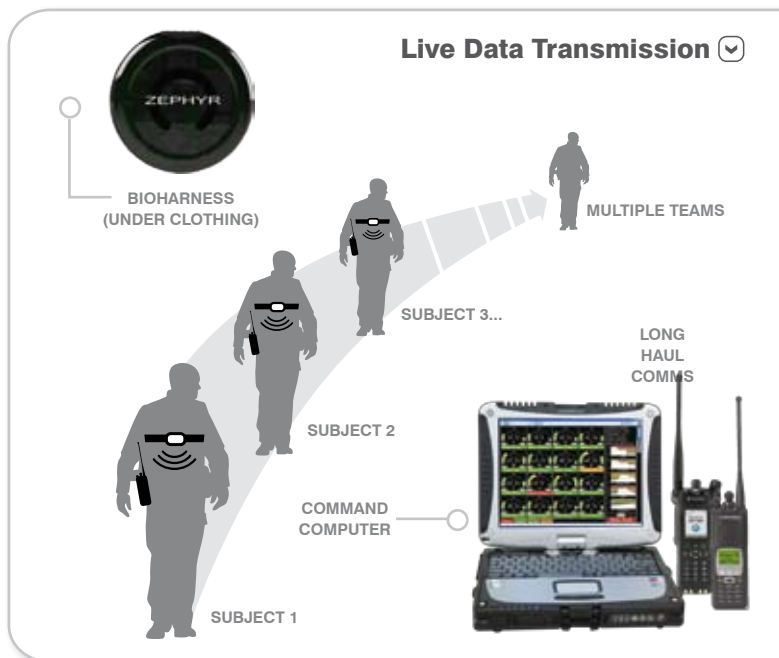 Live Data Transmission
ZEPHYR
BIOHARNESS
(UNDER CLOTHING)
MULTIPLE TEAMS
SUBJECT 3...
LONG
HAUL
COMMS
SUBJECT 2
COMMAND
COMPUTER
SUBJECT 1